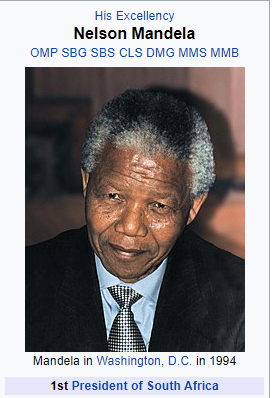 His Excellency
Nelson Mandela
OMP SBG SBS CLS DMG MMS MMB
Mandela in Washington, D.C. in 1994
1st President of South Africa